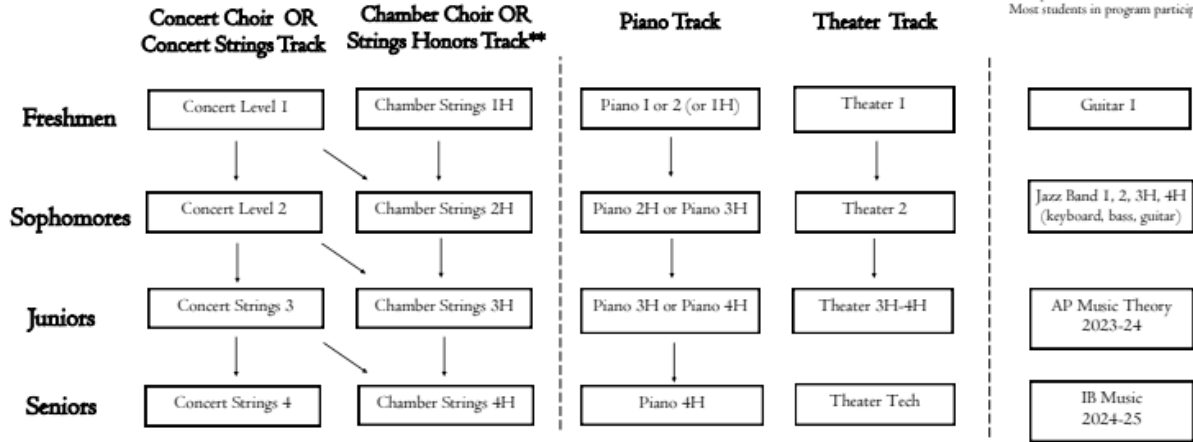 Concert Choir OR
Concert Strings Track
Chamber Choir OR
Strings Honors Track**
Piano Track
Theater Track
Most students in program
Freshmen
Concert Level 1
Chamber Strings 1H
Piano 1 or 2 (or 1H)
Theater 1
Guitar 1
Sophomores
Concert Level 2
Chamber Strings 2H
Piano 2H or Piano 3H
Theater 2
Jazz Band 1, 2, 3H, 4H
(keyboard, bass, guitar)
Juniors
Concert Strings 3
Chamber Strings 3H
Piano 3H or Piano 4H
Theater 3H-4H
AP Music Theory
2023-24
Seniors
Concert Strings 4
Chamber Strings 4H
Piano 4H
Theater Tech
IB Music
2024-25